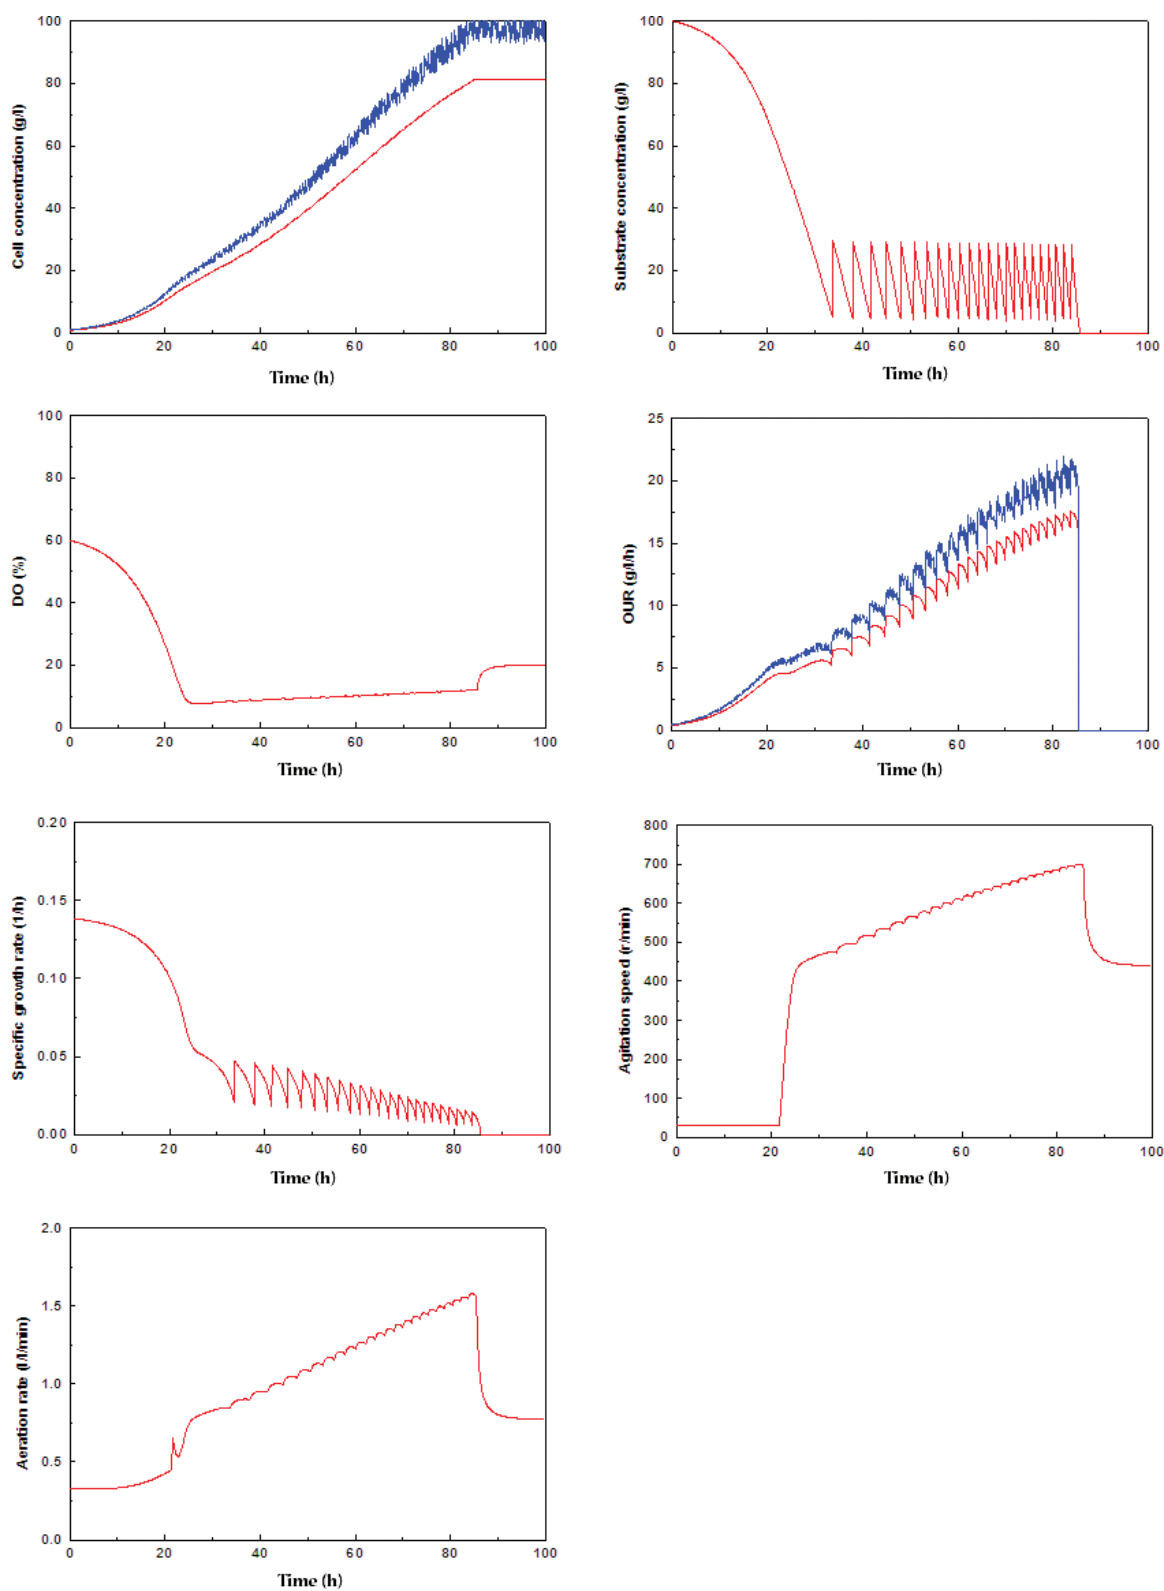 100
80
60
40
20
0
Cell concentration (g/l)
0 20 40 60 80 100
Time (h)
100
80
60
40
20
0
Substrate concentration (g/l)
0 20 40 60 80 100
Time (h)
100
80
60
40
20
0
DO (%)
0 20 40 60 80 100
Time (h)
25
20
15
10
5
0
OUR (g/l/h)
0 20 40 60 80 100
Time (h)
0.20
0.15
0.10
0.05
0.00
Specific growth rate (1/h)
0 20 40 60 80 100
Time (h)
800
700
600
500
400
300
200
100
0
Agitation speed (r/min)
0 20 40 60 80 100
Time (h)
2.0
1.5
1.0
0.5
0.0
Aeration rate (l/l/min)
0 20 40 60 80 100
Time (h)